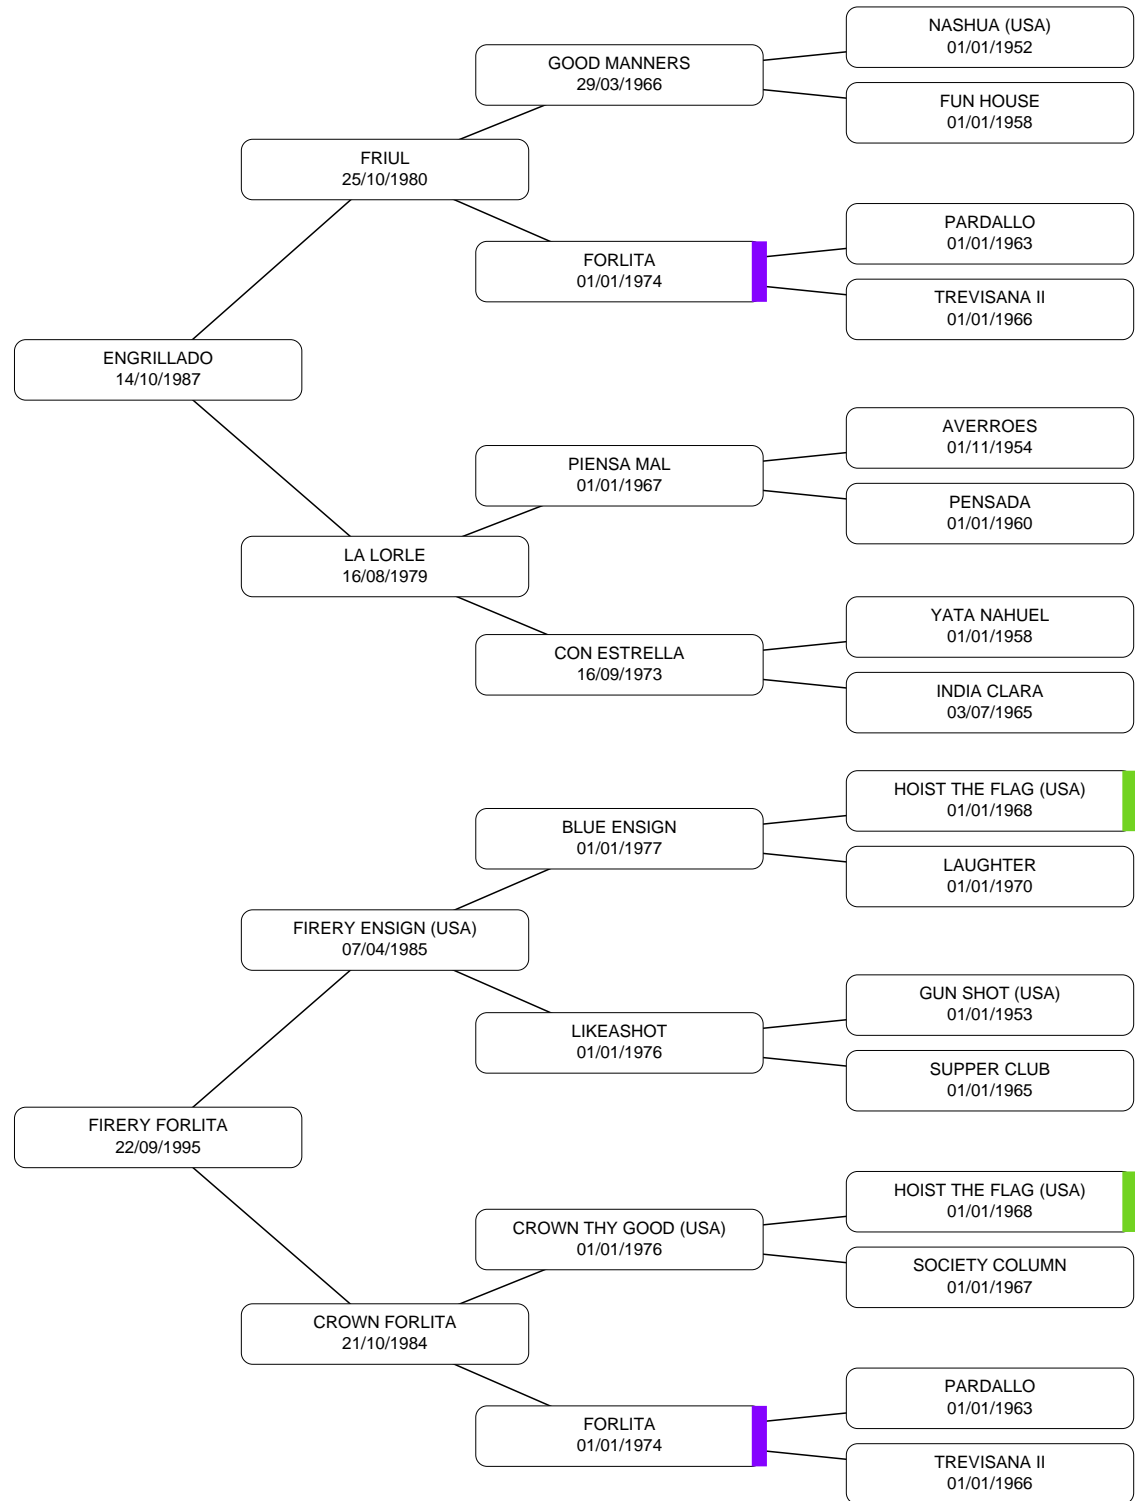 NASHUA (USA)
01/01/1952
GOOD MANNERS
29/03/1966
FUN HOUSE
01/01/1958
FRIUL
25/10/1980
PARDALLO
01/01/1963
FORLITA
01/01/1974
TREVISANA II
01/01/1966
ENGRILLADO
14/10/1987
AVERROES
01/11/1954
PIENSA MAL
01/01/1967
PENSADA
01/01/1960
LA LORLE
16/08/1979
YATA NAHUEL
01/01/1958
CON ESTRELLA
16/09/1973
INDIA CLARA
03/07/1965
HOIST THE FLAG (USA)
01/01/1968
BLUE ENSIGN
01/01/1977
LAUGHTER
01/01/1970
FIRERY ENSIGN (USA)
07/04/1985
GUN SHOT (USA)
01/01/1953
LIKEASHOT
01/01/1976
SUPPER CLUB
01/01/1965
FIRERY FORLITA
22/09/1995
HOIST THE FLAG (USA)
01/01/1968
CROWN THY GOOD (USA)
01/01/1976
SOCIETY COLUMN
01/01/1967
CROWN FORLITA
21/10/1984
PARDALLO
01/01/1963
FORLITA
01/01/1974
TREVISANA II
01/01/1966